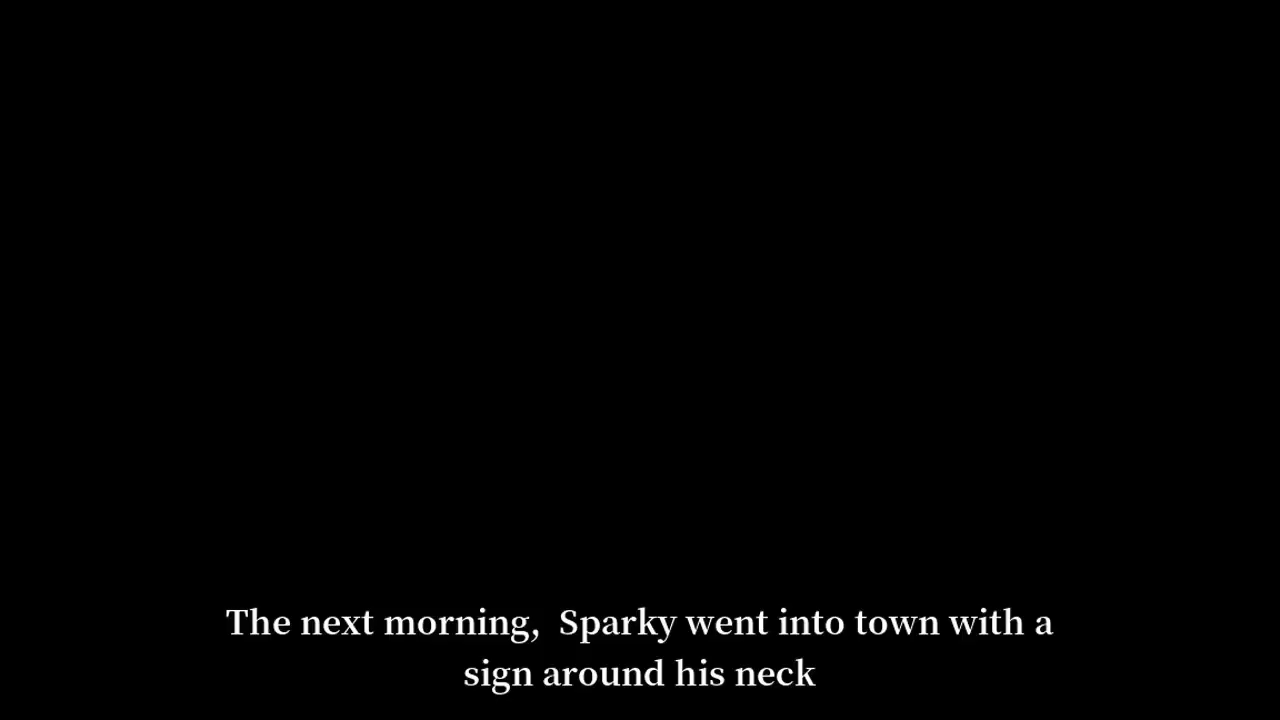 The next morning,  Sparky went into town with a
sign around his neck